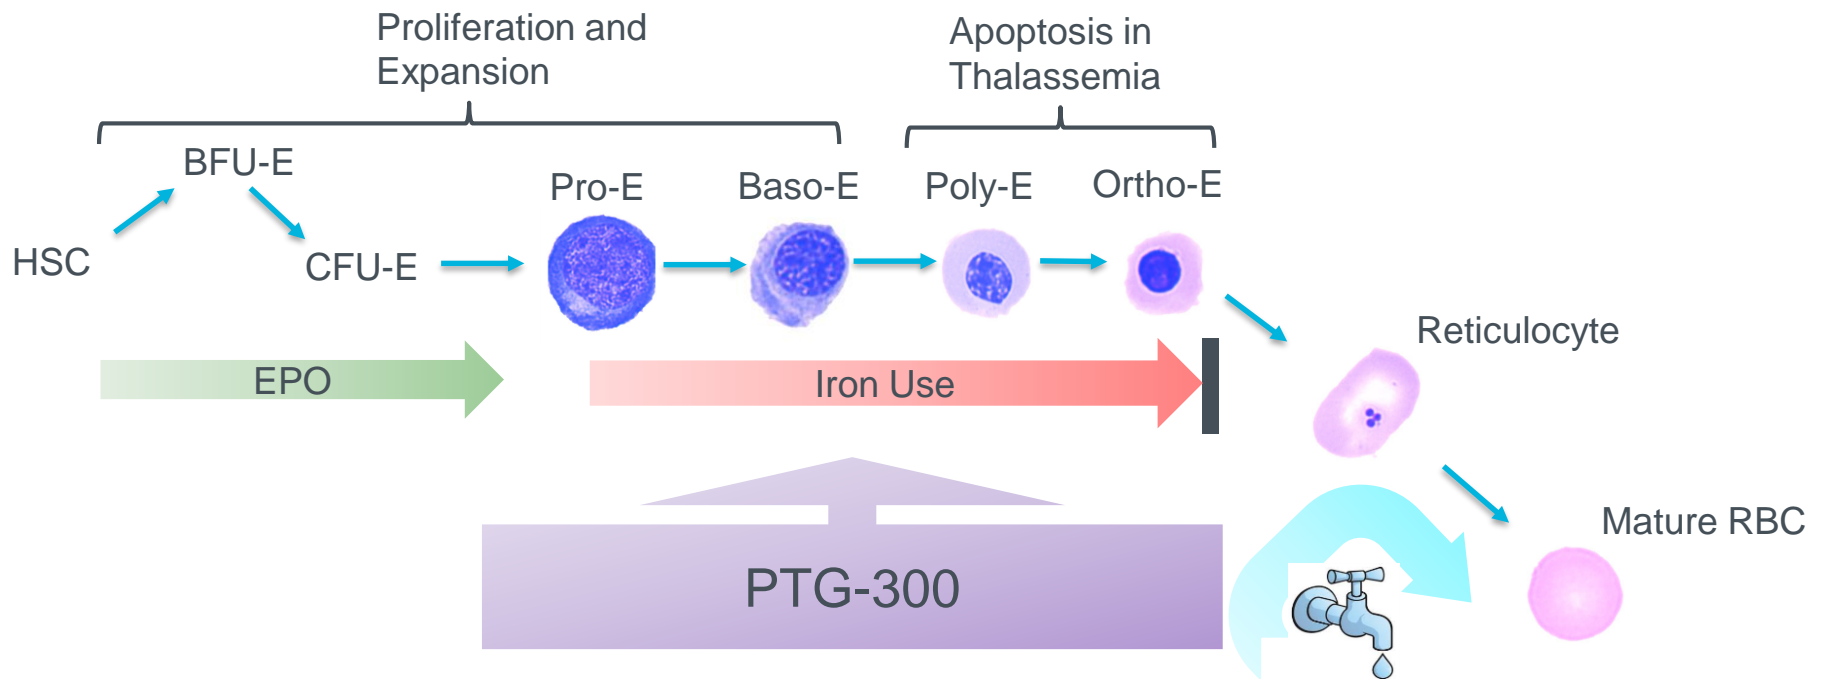 Proliferation and
Expansion
Apoptosis in
Thalassemia
BFU-E
Pro-E
Baso-E
Poly-E
Ortho-E
HSC
CFU-E
Reticulocyte
EPO
Iron Use
Mature RBC
PTG-300